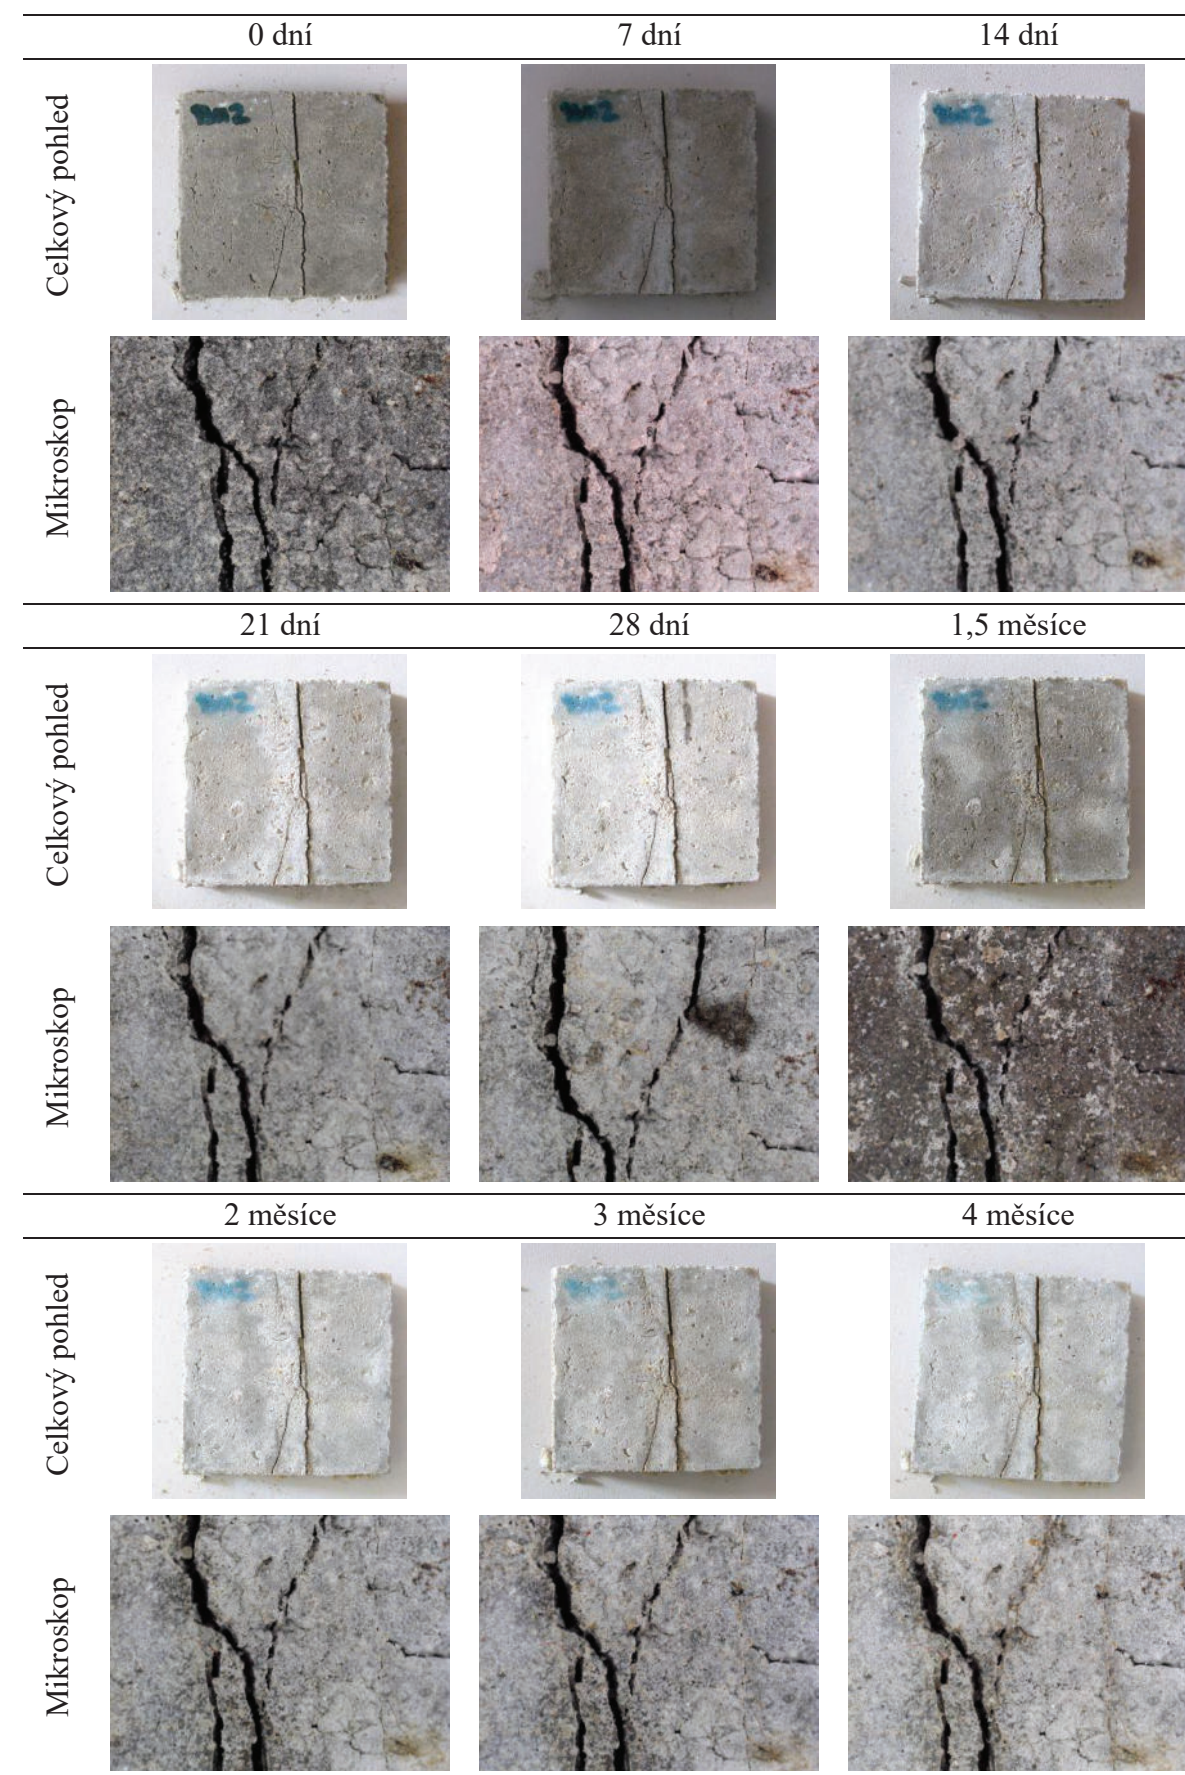 0 dní 7 dní 14 dní
Celkový pohled
Mikroskop
21 dní 28 dní 1,5 měsíce
Celkový pohled
Mikroskop
2 měsíce 3 měsíce 4 měsíce
Celkový pohled
Mikroskop